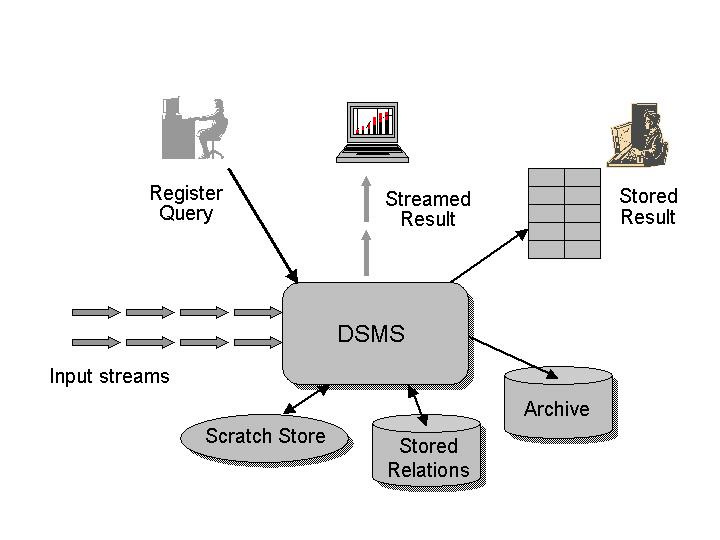 Register
Query
Streamed
Result
Stored
Result
DSMS
Input streams
Archive
Scratch Store
Stored
Relations